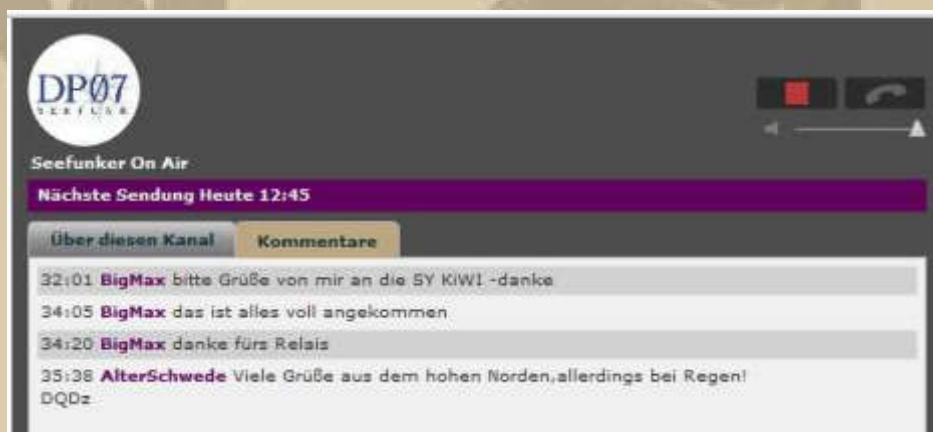 DPØ7
SEEFUNK
Seefunker On Air
Nächste Sendung Heute 12:45
Über diesen Kanal
Kommentare
32:01 BigMax bitte Grüße von mir an die SY KiWI -danke
34:05 BigMax das ist alles voll angekommen
34:20 BigMax danke fürs Relais
35:38 AlterSchwede Viele Grüße aus dem hohen Norden,allerdings bei Regen!
DQDz